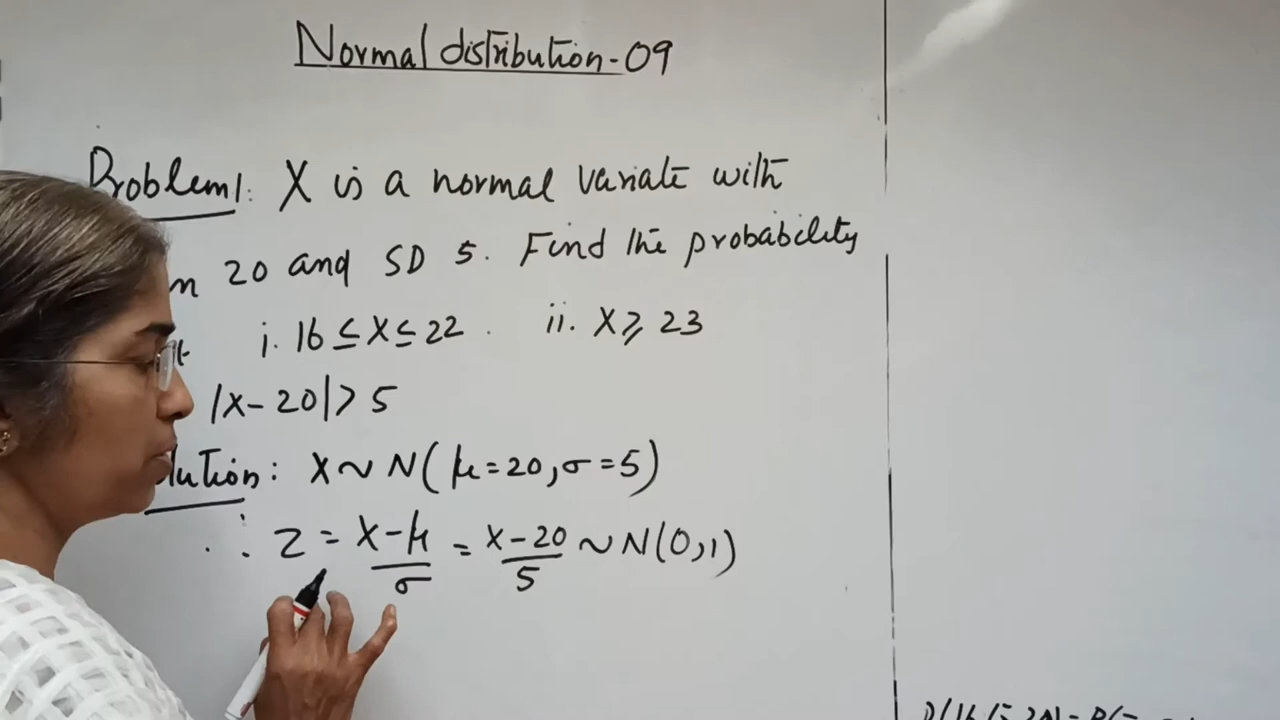 Normal distribution-09
Problem1: X is a normal variate with
n 20 and SD 5. Find the probability
i. 16 ≤ X ≤ 22. ii. X ≥ 23
|X-20| > 5
lution: X ~ N(μ=20, σ=5)
∴ Z = X-μ/σ = X-20/5 ~ N(0,1)